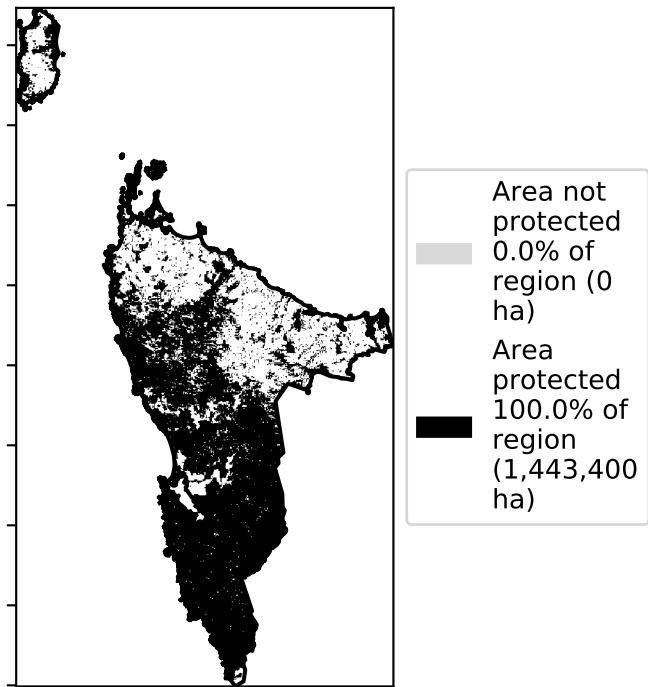 Area not
protected
0.0% of
region (0
ha)
Area
protected
100.0% of
region
(1,443,400
ha)